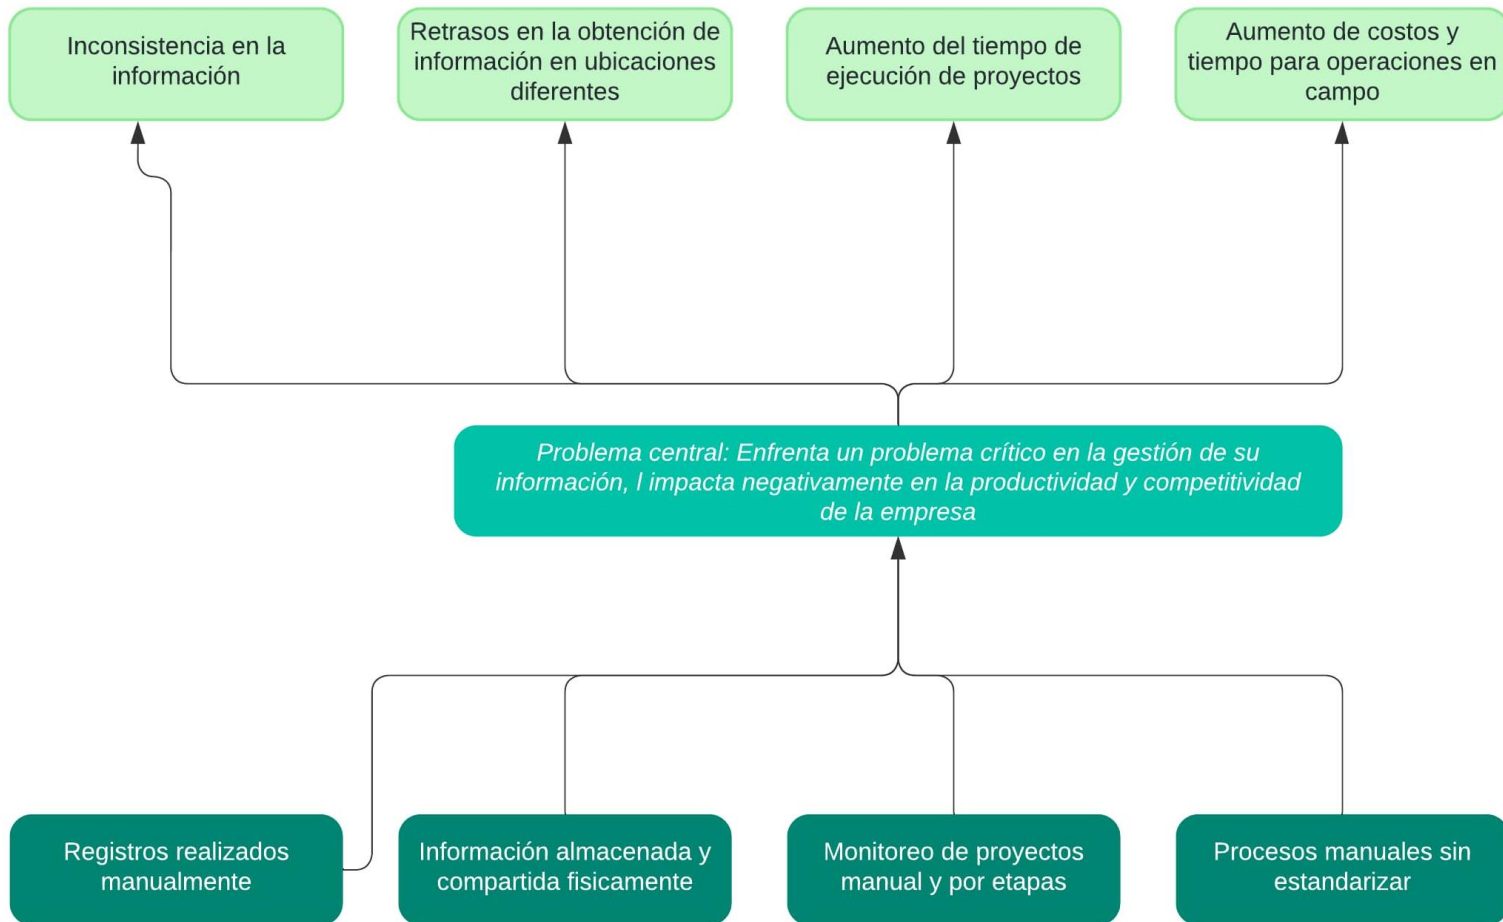 Inconsistencia en la
información
Retrasos en la obtención de
información en ubicaciones
diferentes
Aumento del tiempo de
ejecución de proyectos
Aumento de costos y
tiempo para operaciones en
campo
Problema central: Enfrenta un problema crítico en la gestión de su
información, l impacta negativamente en la productividad y competitividad
de la empresa
Registros realizados
manualmente
Información almacenada y
compartida fisicamente
Monitoreo de proyectos
manual y por etapas
Procesos manuales sin
estandarizar